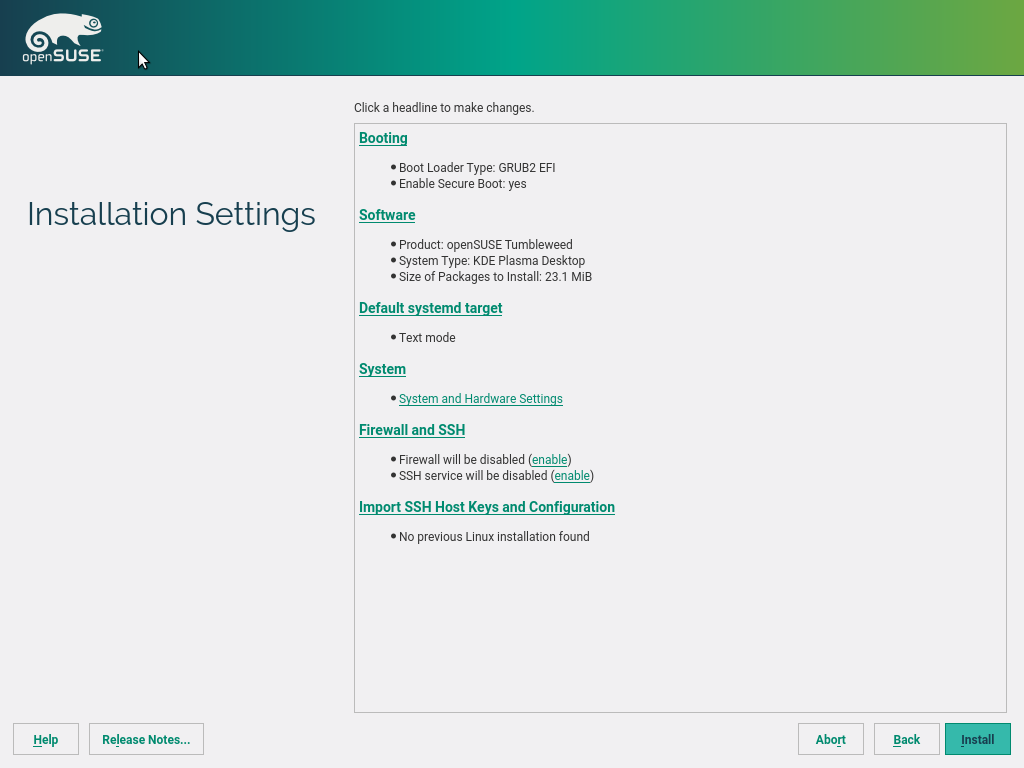 openSUSE
Click a headline to make changes.
Installation Settings
Booting
Boot Loader Type: GRUB2 EFI
Enable Secure Boot: yes
Software
Product: openSUSE Tumbleweed
System Type: KDE Plasma Desktop
Size of Packages to Install: 23.1 MiB
Default systemd target
Text mode
System
System and Hardware Settings
Firewall and SSH
Firewall will be disabled (enable)
SSH service will be disabled (enable)
Import SSH Host Keys and Configuration
No previous Linux installation found
Help Release Notes... Abort Back Install